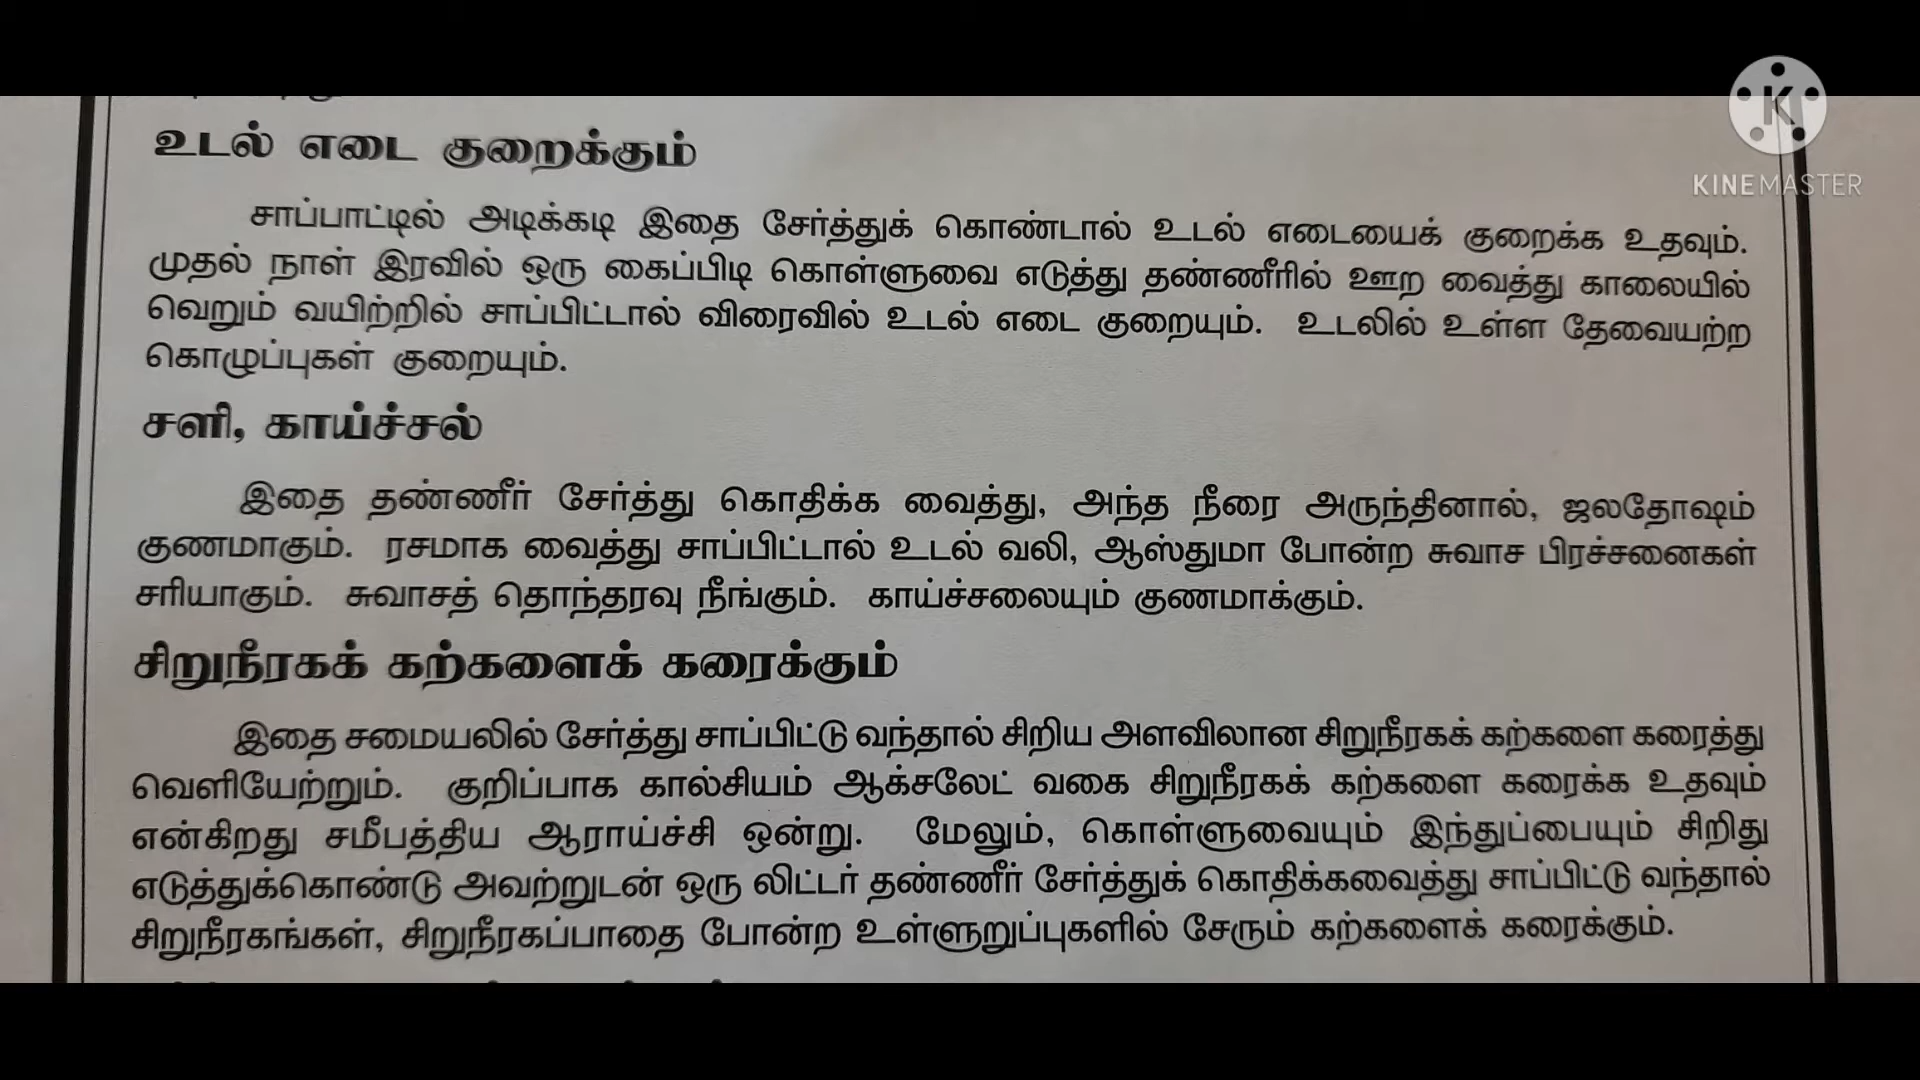 உடல் எடை குறைக்கும்
சாப்பாட்டில் அடிக்கடி இதை சேர்த்துக் கொண்டால் உடல் எடையைக் குறைக்க உதவும்.
முதல் நாள் இரவில் ஒரு கைப்பிடி கொள்ளுவை எடுத்து தண்ணீரில் ஊற வைத்து காலையில்
வெறும் வயிற்றில் சாப்பிட்டால் விரைவில் உடல் எடை குறையும். உடலில் உள்ள தேவையற்ற
கொழுப்புகள் குறையும்.
சளி, காய்ச்சல்
இதை தண்ணீர் சேர்த்து கொதிக்க வைத்து, அந்த நீரை அருந்தினால், ஜலதோஷம்
குணமாகும். ரசமாக வைத்து சாப்பிட்டால் உடல் வலி, ஆஸ்துமா போன்ற சுவாச பிரச்சனைகள்
சரியாகும். சுவாசத் தொந்தரவு நீங்கும். காய்ச்சலையும் குணமாக்கும்.
சிறுநீரகக் கற்களைக் கரைக்கும்
இதை சமையலில் சேர்த்து சாப்பிட்டு வந்தால் சிறிய அளவிலான சிறுநீரகக் கற்களை கரைத்து
வெளியேற்றும். குறிப்பாக கால்சியம் ஆக்சலேட் வகை சிறுநீரகக் கற்களை கரைக்க உதவும்
என்கிறது சமீபத்திய ஆராய்ச்சி ஒன்று. மேலும், கொள்ளுவையும் இந்துப்பையும் சிறிது
எடுத்துக்கொண்டு அவற்றுடன் ஒரு லிட்டர் தண்ணீர் சேர்த்துக் கொதிக்கவைத்து சாப்பிட்டு வந்தால்
சிறுநீரகங்கள், சிறுநீரகப்பாதை போன்ற உள்ளுறுப்புகளில் சேரும் கற்களைக் கரைக்கும்.
K
KINEMASTER